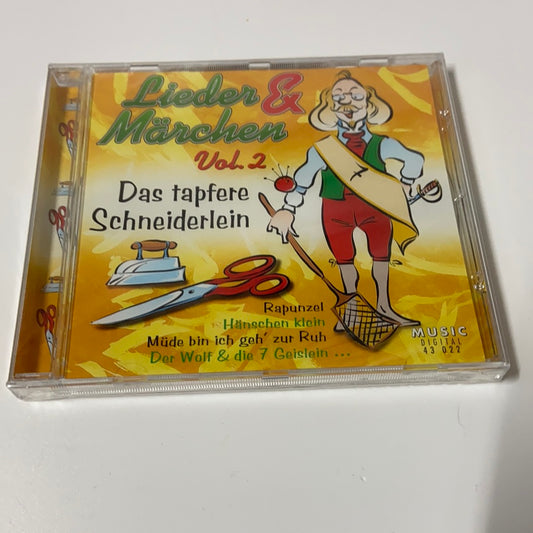 Lieder &
Märchen
Vol. 2
Das tapfere
Schneiderlein
7
Rapunzel
Hänschen klein
Müde bin ich geh' zur Ruh
Der Wolf & die 7 Geislein ...
MUSIC
DIGITAL
43 022